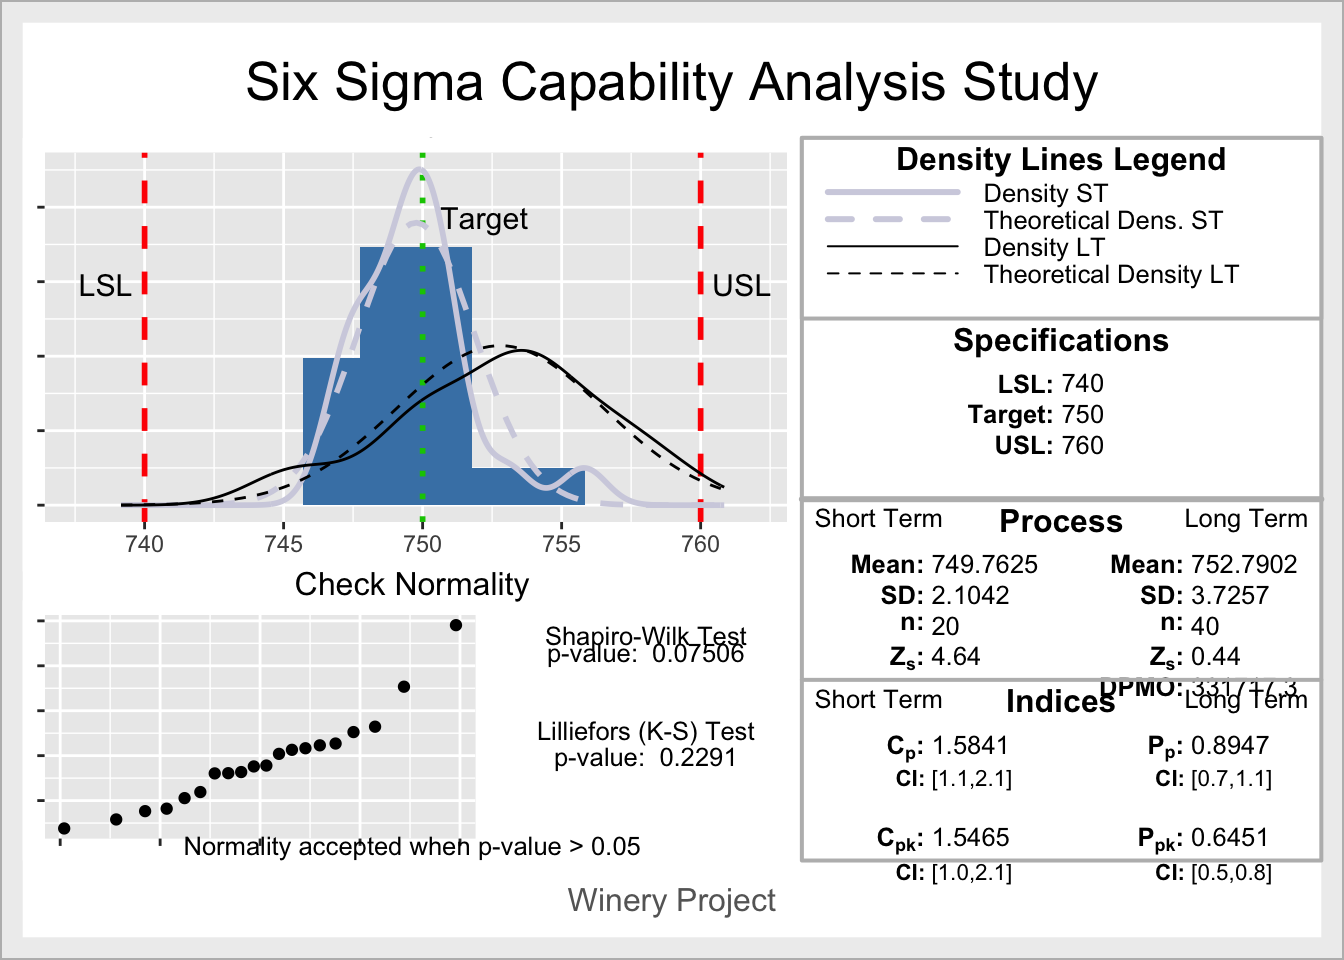 Six Sigma Capability Analysis Study
Target
LSL
USL
740 745 750 755 760
Check Normality
Shapiro-Wilk Test
p-value: 0.07506
Lilliefors (K-S) Test
p-value: 0.2291
Normality accepted when p-value > 0.05
Density Lines Legend
Density ST
Theoretical Dens. ST
Density LT
Theoretical Density LT
Specifications
LSL: 740
Target: 750
USL: 760
Short Term Process Long Term
Mean: 749.7625 Mean: 752.7902
SD: 2.1042 SD: 3.7257
n: 20 n: 40
Zs: 4.64 Zs: 0.44
DPMO: 331717.3
Short Term Indices Long Term
Cp: 1.5841 Pp: 0.8947
CI: [1.1,2.1] CI: [0.7,1.1]
Cpk: 1.5465 Ppk: 0.6451
CI: [1.0,2.1] CI: [0.5,0.8]
Winery Project